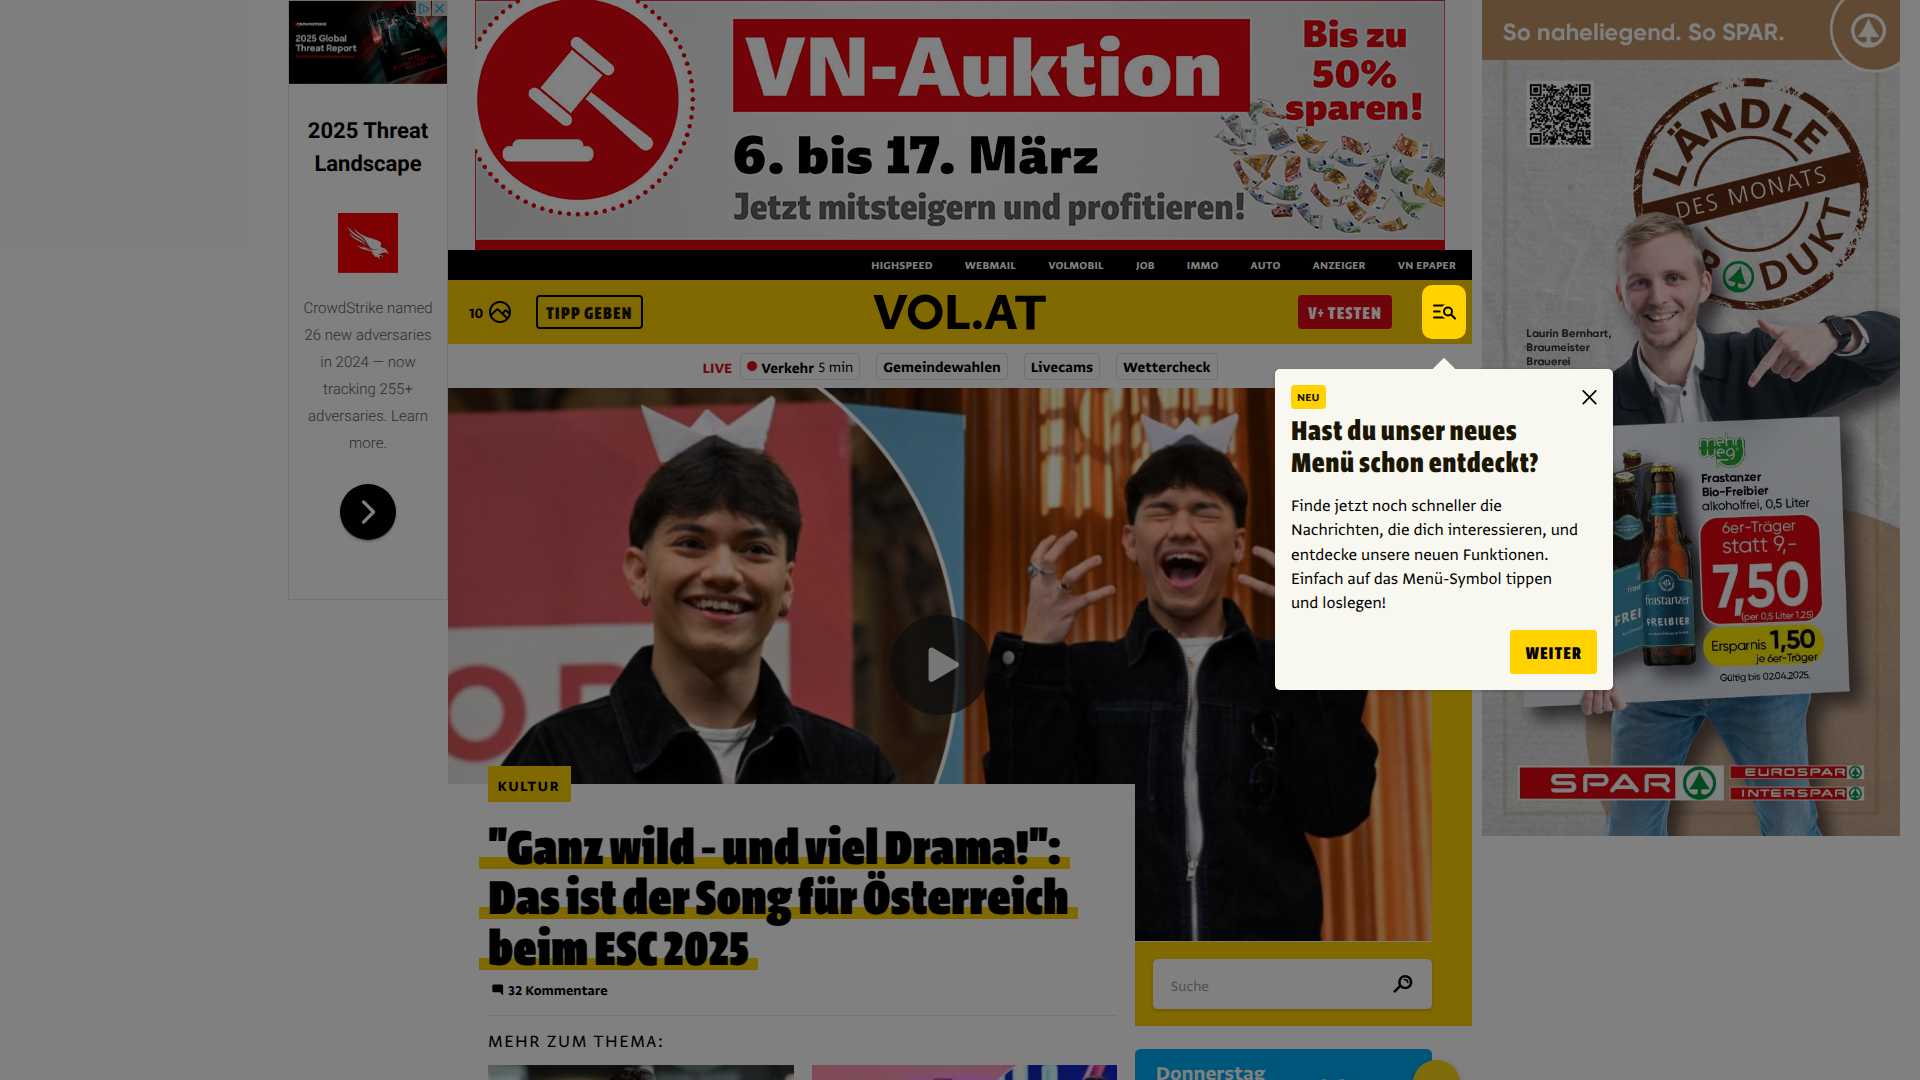 2025 Global
Threat Report
2025 Threat
Landscape
CrowdStrike named
26 new adversaries
in 2024 — now
tracking 255+
adversaries. Learn
more.
VN-Auktion
6. bis 17. März
Jetzt mitsteigern und profitieren!
Bis zu
50%
sparen!
So naheliegend. So SPAR.
LÄNDLE
DES MONATS
PRODUKT
Laurin Bernhart,
Braumeister
Brauerei
mehr
weg
Frastanzer
Bio-Freibier
alkoholfrei, 0,5 Liter
6er-Träger
statt 9,-
7,50
(per 0,5 Liter 1,25)
Ersparnis 1,50
je 6er-Träger
Gültig bis 02.04.2025.
frastanzer
FREIBIER
SPAR
EUROSPAR
INTERSPAR
HIGHSPEED WEBMAIL VOLMOBIL JOB IMMO AUTO ANZEIGER VN EPAPER
10 TIPP GEBEN VOL.AT V+ TESTEN
LIVE Verkehr 5 min Gemeindewahlen Livecams Wettercheck
NEU
Hast du unser neues
Menü schon entdeckt?
Finde jetzt noch schneller die
Nachrichten, die dich interessieren, und
entdecke unsere neuen Funktionen.
Einfach auf das Menü-Symbol tippen
und loslegen!
WEITER
KULTUR
"Ganz wild - und viel Drama!":
Das ist der Song für Österreich
beim ESC 2025
32 Kommentare
MEHR ZUM THEMA:
Suche
Donnerstag